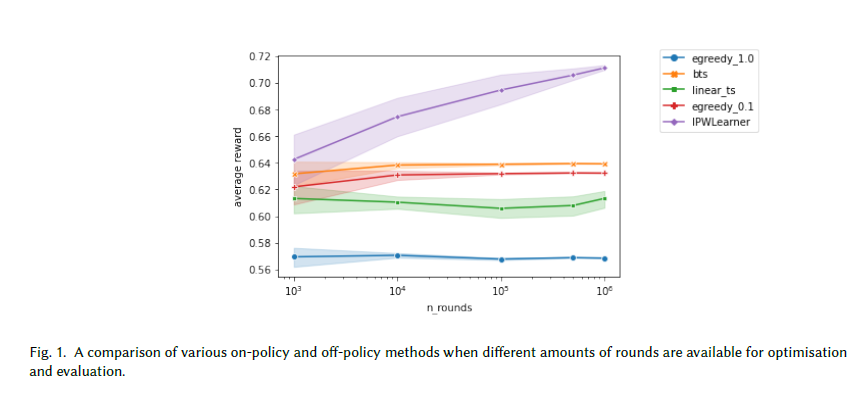 0.72
0.70
0.68
0.66
0.64
0.62
0.60
0.58
0.56
average reward
10³
10⁴
10⁵
10⁶
n_rounds
egreedy_1.0
bts
linear_ts
egreedy_0.1
IPWLearner
Fig. 1. A comparison of various on-policy and off-policy methods when different amounts of rounds are available for optimisation
and evaluation.